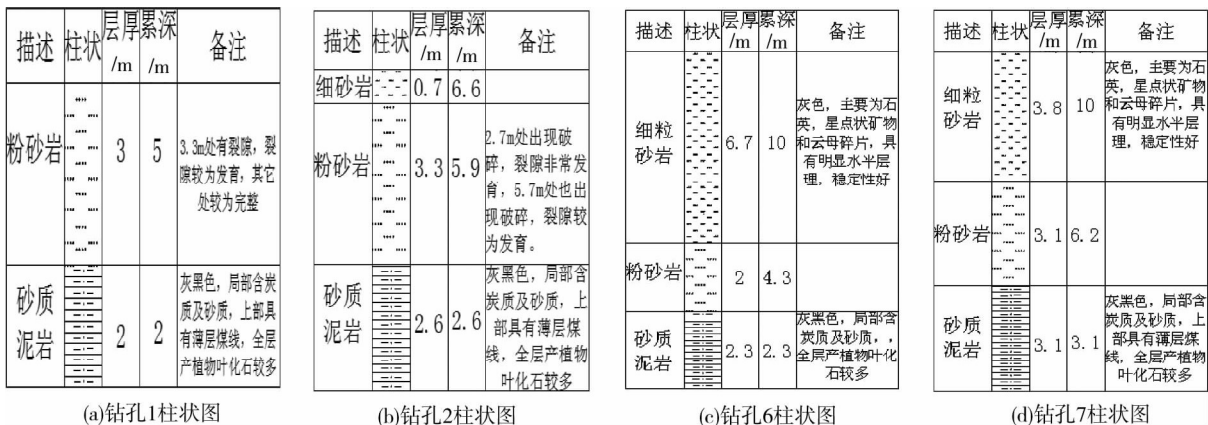 描述 柱状 层厚/m 累深/m 备注
粉砂岩 3 5
3.3m处有裂隙，裂
隙较为发育，其它
处较为完整
砂质
泥岩
2 2
灰黑色，局部含炭
质及砂质，上部具
有薄层煤线，全层
产植物叶化石较多
(a)钻孔1柱状图
描述 柱状 层厚/m 累深/m 备注
细砂岩 0.7 6.6
粉砂岩 3.3 5.9
2.7m处出现破
碎，裂隙非常发
育，5.7m处也出
现破碎，裂隙较
为发育。
砂质
泥岩
2.6 2.6
灰黑色，局部含
炭质及砂质，上
部具有薄层煤
线，全层产植物
叶化石较多
(b)钻孔2柱状图
描述 柱状 层厚/m 累深/m 备注
细粒
砂岩
6.7 10
灰色，主要为石
英，星点状矿物
和云母碎片，具
有明显水平层
理，稳定性好
粉砂岩 2 4.3
砂质
泥岩
2.3 2.3
灰黑色，局部含
炭质及砂质，，
全层产植物叶化
石较多
(c)钻孔6柱状图
描述 柱状 层厚/m 累深/m 备注
细粒
砂岩
3.8 10
灰色，主要为石
英，星点状矿物
和云母碎片，具
有明显水平层
理，稳定性好
粉砂岩 3.1 6.2
砂质
泥岩
3.1 3.1
灰黑色，局部含
炭质及砂质，上
部具有薄层煤
线，全层产植物
叶化石较多
(d)钻孔7柱状图